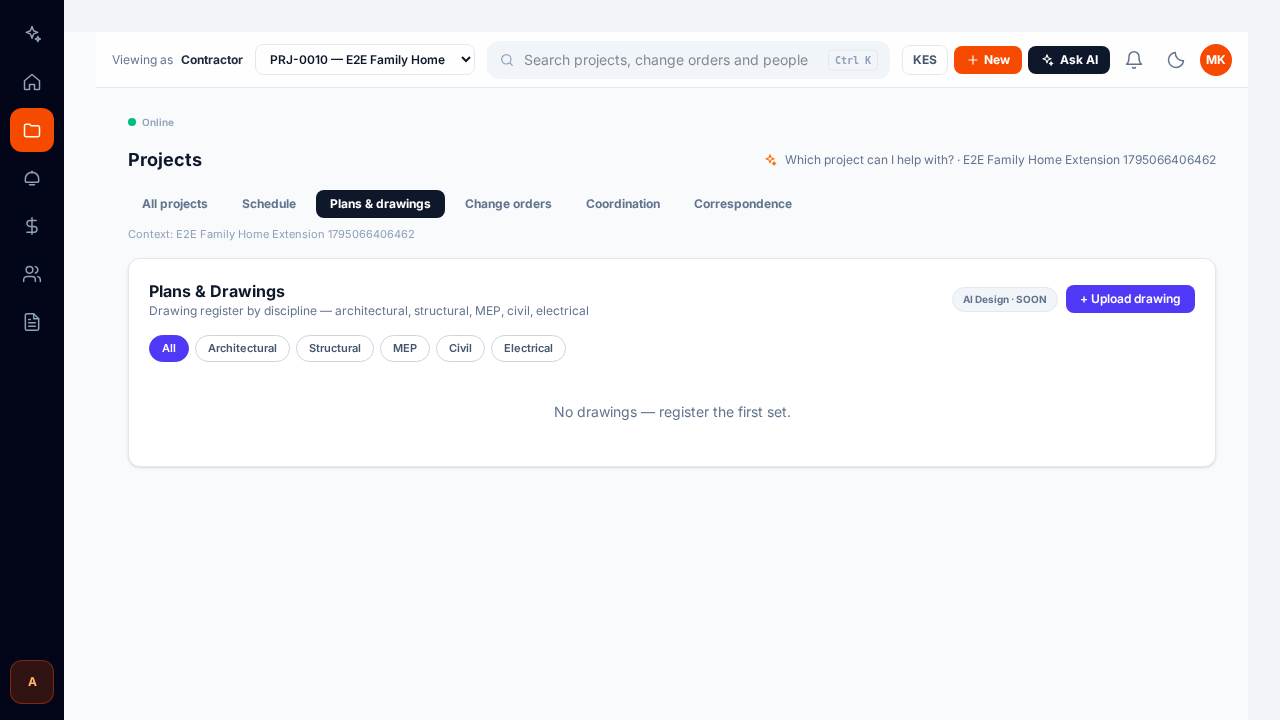 Viewing as Contractor PRJ-0010 — E2E Family Home Search projects, change orders and people Ctrl K KES + New Ask AI MK
Online
Projects Which project can I help with? · E2E Family Home Extension 1795066406462
All projects Schedule Plans & drawings Change orders Coordination Correspondence
Context: E2E Family Home Extension 1795066406462
Plans & Drawings
Drawing register by discipline — architectural, structural, MEP, civil, electrical
AI Design · SOON + Upload drawing
All Architectural Structural MEP Civil Electrical
No drawings — register the first set.
A